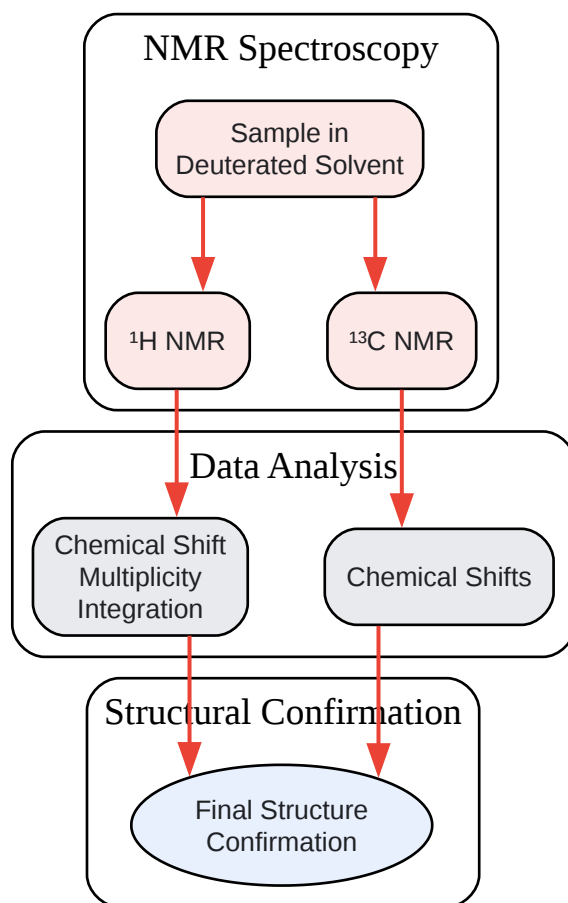 NMR Spectroscopy
Sample in
Deuterated Solvent
¹H NMR
¹³C NMR
Data Analysis
Chemical Shift
Multiplicity
Integration
Chemical Shifts
Structural Confirmation
Final Structure
Confirmation